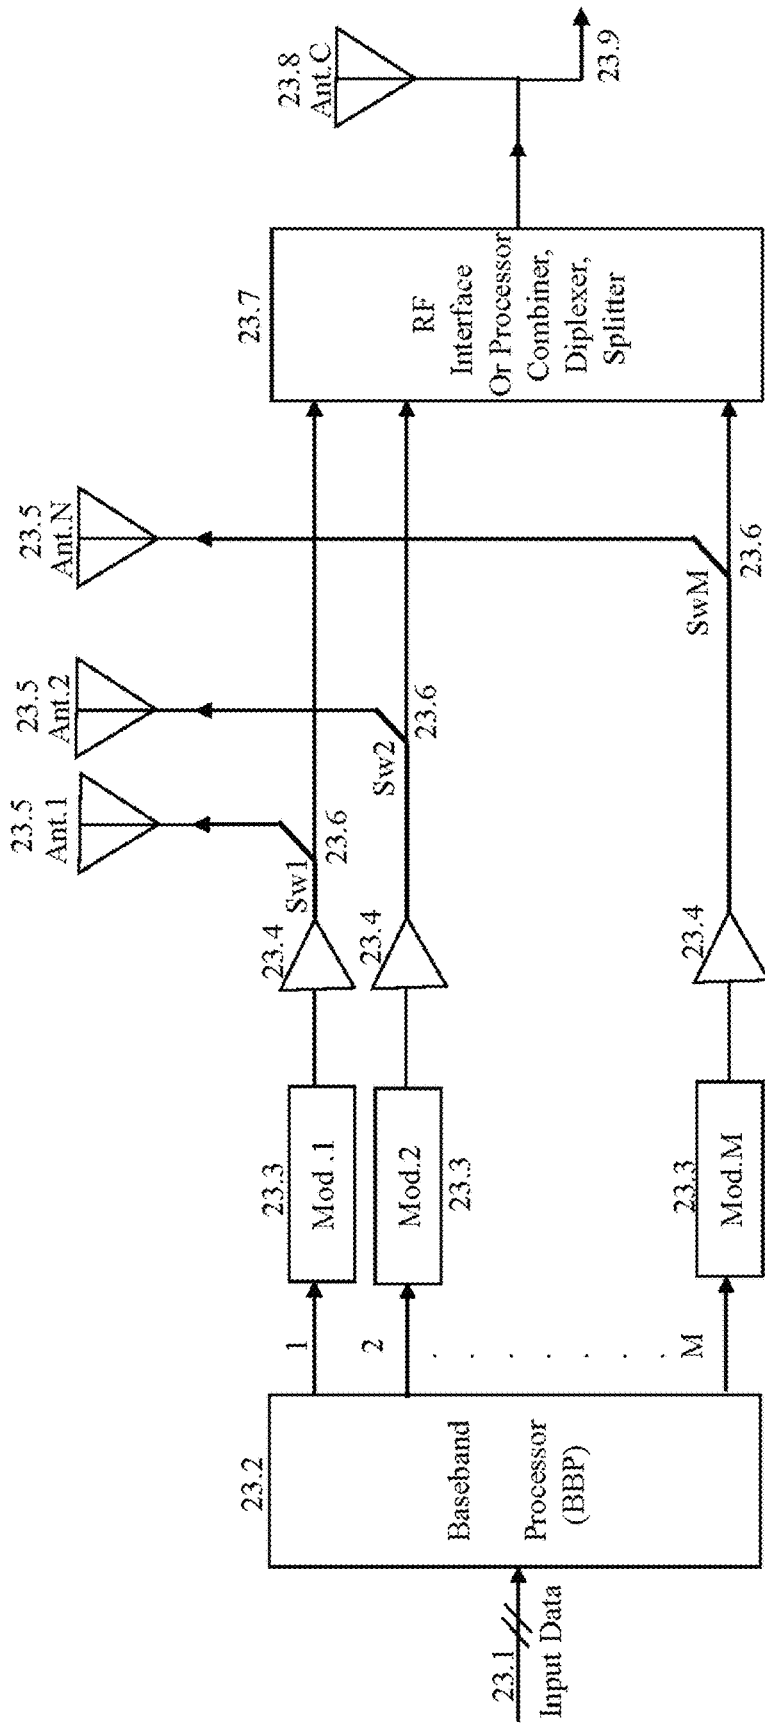 23.1
Input Data
23.2
Baseband
Processor
(BBP)
1
2
. . . . . . .
M
23.3
Mod .1
Mod.2
23.3
23.3
Mod.M
23.4
23.4
23.4
Sw1
23.6
Sw2
23.6
SwM
23.6
23.5
Ant.1
23.5
Ant.2
23.5
Ant.N
23.7
RF
Interface
Or Processor
Combiner,
Diplexer,
Splitter
23.8
Ant.C
23.9